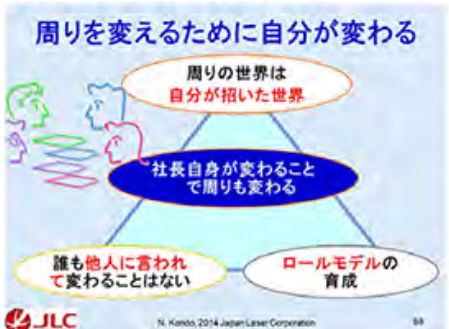 周りを変えるために自分が変わる
周りの世界は
自分が招いた世界
社長自身が変わること
で周りも変わる
誰も他人に言われ
て変わることはない
ロールモデルの
育成
JLC
N. Kondo, 2014 Japan Laser Corporation